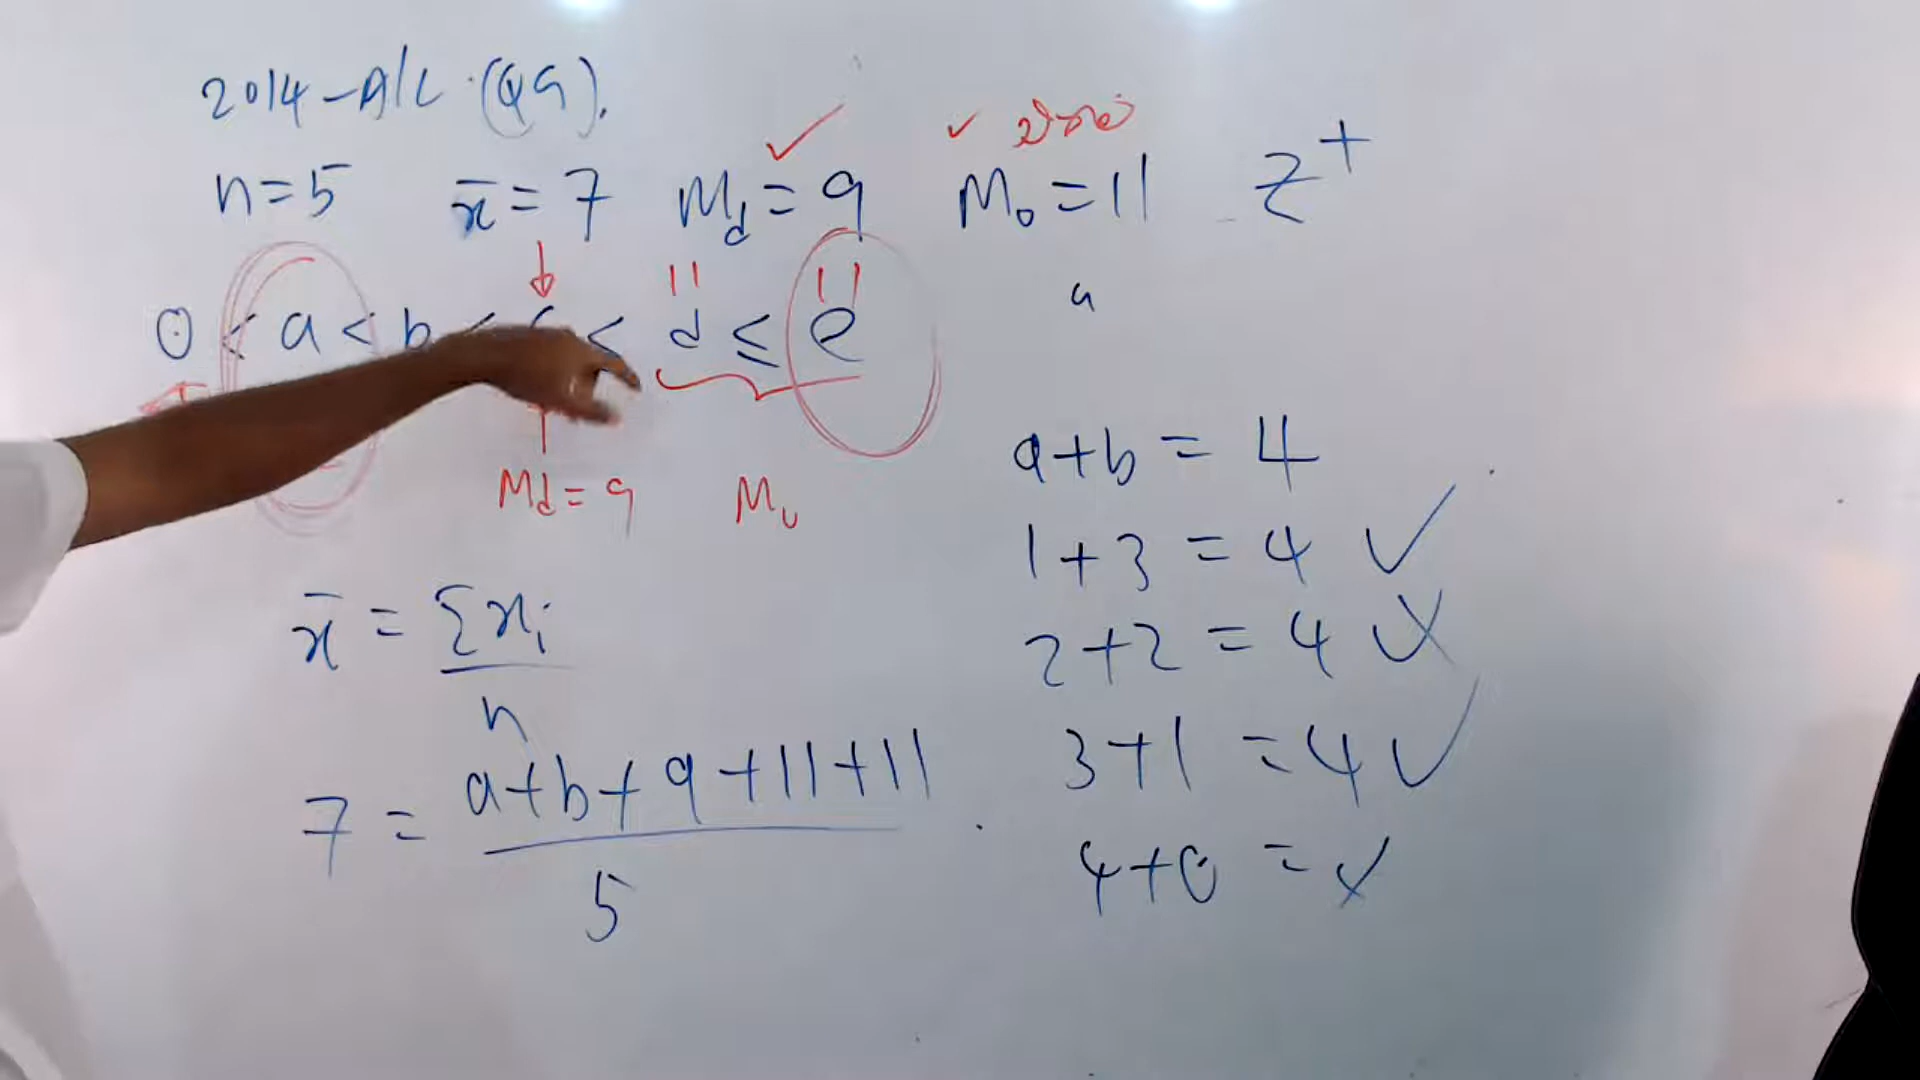 2014 - A/L (Q9).
n = 5 x̄ = 7 Md = 9 ✓ Mo = 11 ✓ Z+
11 11
0 < a < b < < d ≤ e
a
Md = 9 Mo
a + b = 4
1 + 3 = 4 ✓
2 + 2 = 4 X
3 + 1 = 4 ✓
4 + 0 = x
x̄ = Σxi / n
7 = a + b + 9 + 11 + 11 / 5